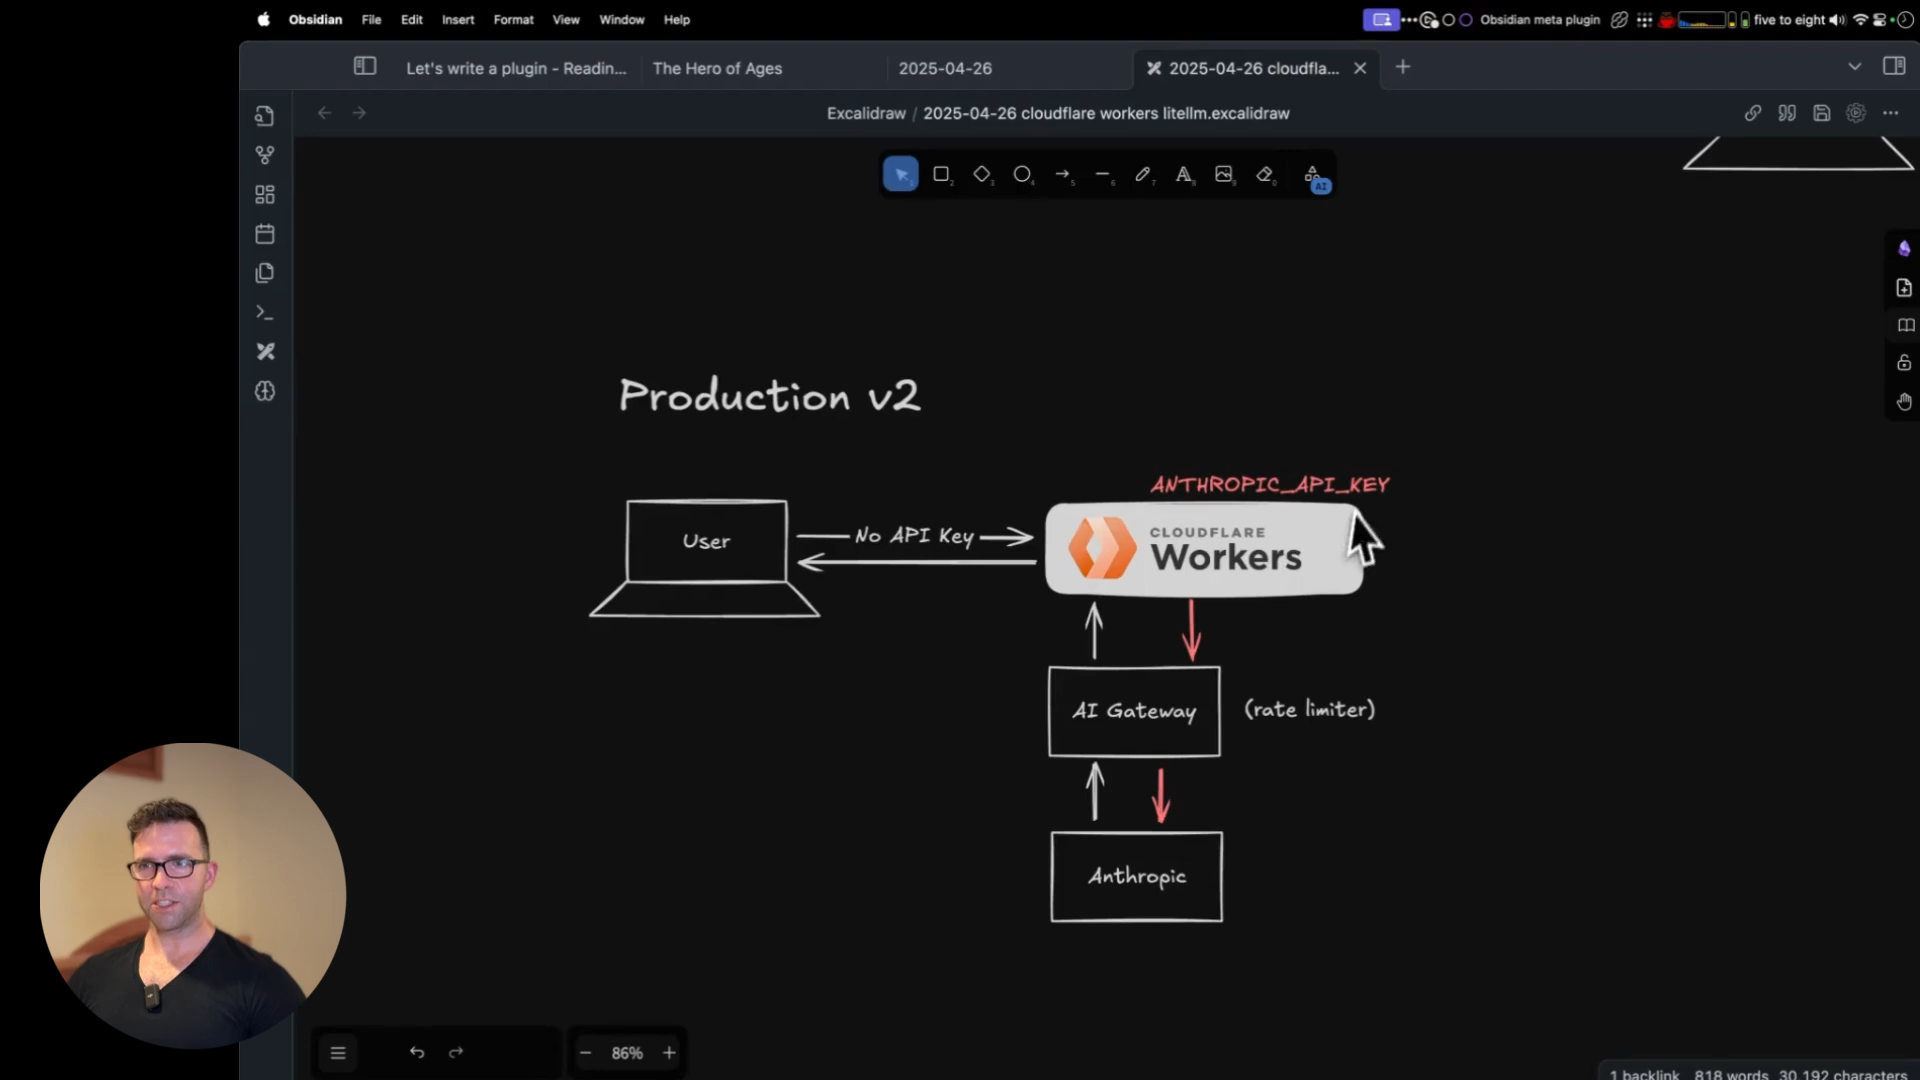 Obsidian File Edit Insert Format View Window Help
Obsidian meta plugin
five to eight
Let's write a plugin - Readin...
The Hero of Ages
2025-04-26
2025-04-26 cloudfla...
Excalidraw / 2025-04-26 cloudflare workers litellm.excalidraw
AI
Production v2
ANTHROPIC_API_KEY
User
No API Key
CLOUDFLARE
Workers
AI Gateway
(rate limiter)
Anthropic
86%
1 backlink 818 words 30,192 characters